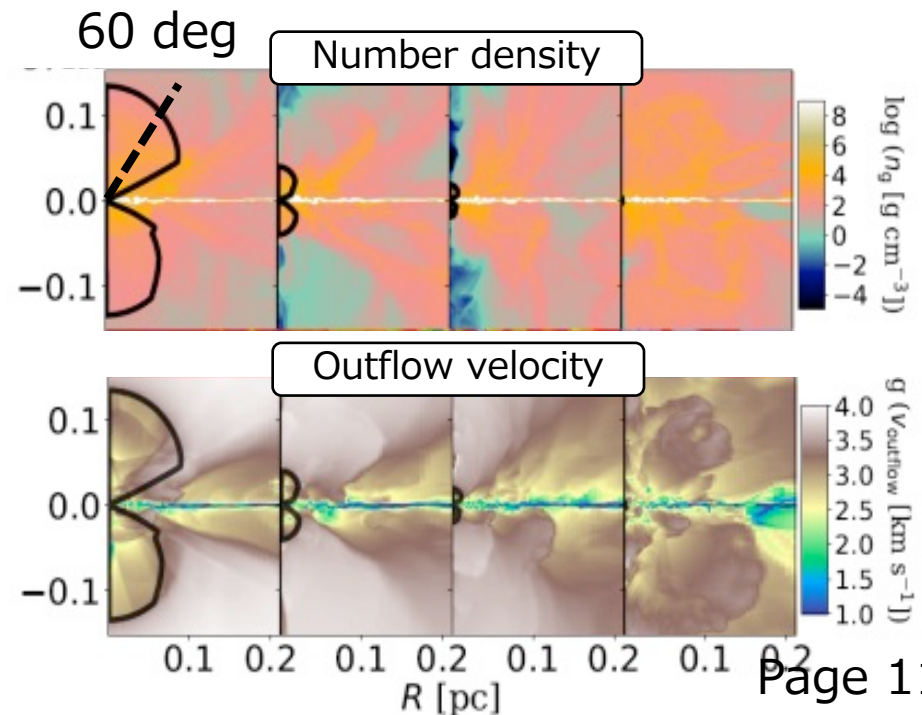 60 deg
Number density
0.1
0.0
−0.1
8
6
4
2
0
−2
−4
log (n_g [g cm⁻³])
Outflow velocity
0.1
0.0
−0.1
4.0
3.5
3.0
2.5
2.0
1.5
1.0
g (v_outflow [km s⁻¹])
0.1 0.2 0.1 0.2 0.1 0.2 0.1 0.2
R [pc]
Page 11